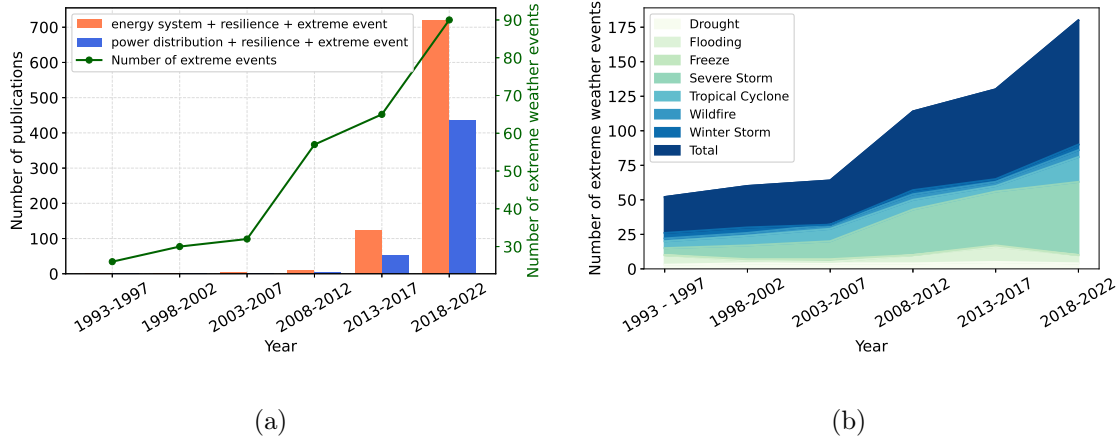 energy system + resilience + extreme event
power distribution + resilience + extreme event
Number of extreme events
Number of publications
700
600
500
400
300
200
100
0
90
80
70
60
50
40
30
Number of extreme weather events
1993-1997
1998-2002
2003-2007
2008-2012
2013-2017
2018-2022
Year
(a)
Drought
Flooding
Freeze
Severe Storm
Tropical Cyclone
Wildfire
Winter Storm
Total
Number of extreme weather events
175
150
125
100
75
50
25
0
1993 - 1997
1998-2002
2003-2007
2008-2012
2013-2017
2018-2022
Year
(b)